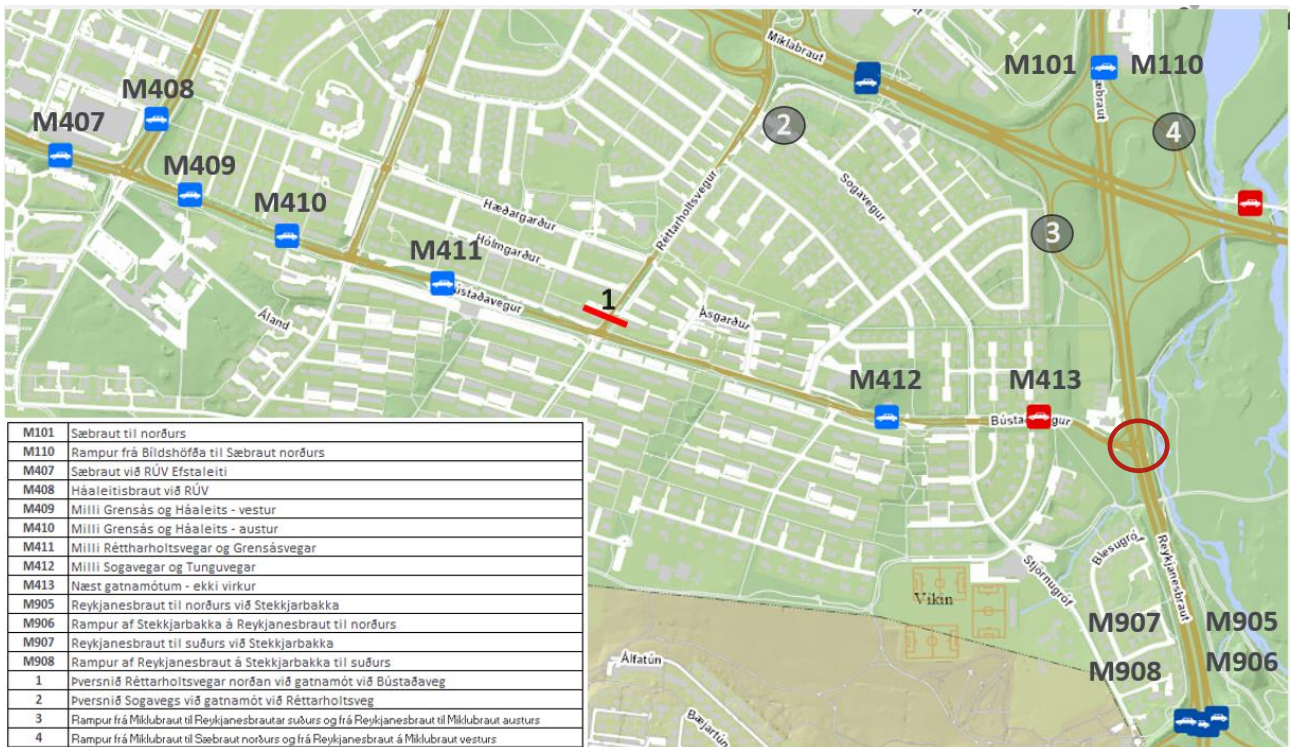 Miklabraut
M101
M110
M408
Sæbraut
M407
2
4
M409
Sogavegur
M410
Réttarholtsvegur
Hæðargarður
3
Hólmgarður
M411
1
Bústaðavegur
Ásgarður
Áland
M412
M413
Bústaðavegur
M101 Sæbraut til norðurs
M110 Rampur frá Bíldshöfða til Sæbraut norðurs
M407 Sæbraut við RÚV Efstaleiti
M408 Háaleitisbraut við RÚV
M409 Milli Grensás og Háaleits - vestur
M410 Milli Grensás og Háaleits - austur
M411 Milli Réttharholtsvegar og Grensásvegar
M412 Milli Sogavegar og Tunguvegar
M413 Næst gatnamótum - ekki virkur
M905 Reykjanesbraut til norðurs við Stekkjarbakka
M906 Rampur af Stekkjarbakka á Reykjanesbraut til norðurs
M907 Reykjanesbraut til suðurs við Stekkjarbakka
M908 Rampur af Reykjanesbraut á Stekkjarbakka til suðurs
1 Þversnið Réttarholtsvegar norðan við gatnamót við Bústaðaveg
2 Þversnið Sogavegs við gatnamót við Réttarholtsveg
3 Rampur frá Miklubraut til Reykjanesbrautar suðurs og frá Reykjanesbraut til Miklubraut austurs
4 Rampur frá Miklubraut til Sæbraut norðurs og frá Reykjanesbraut á Miklubraut vesturs
Blesugróf
Reykjanesbraut
Stjörnugróf
Víkin
M907
M905
M908
M906
Álfatún
Bæjartún